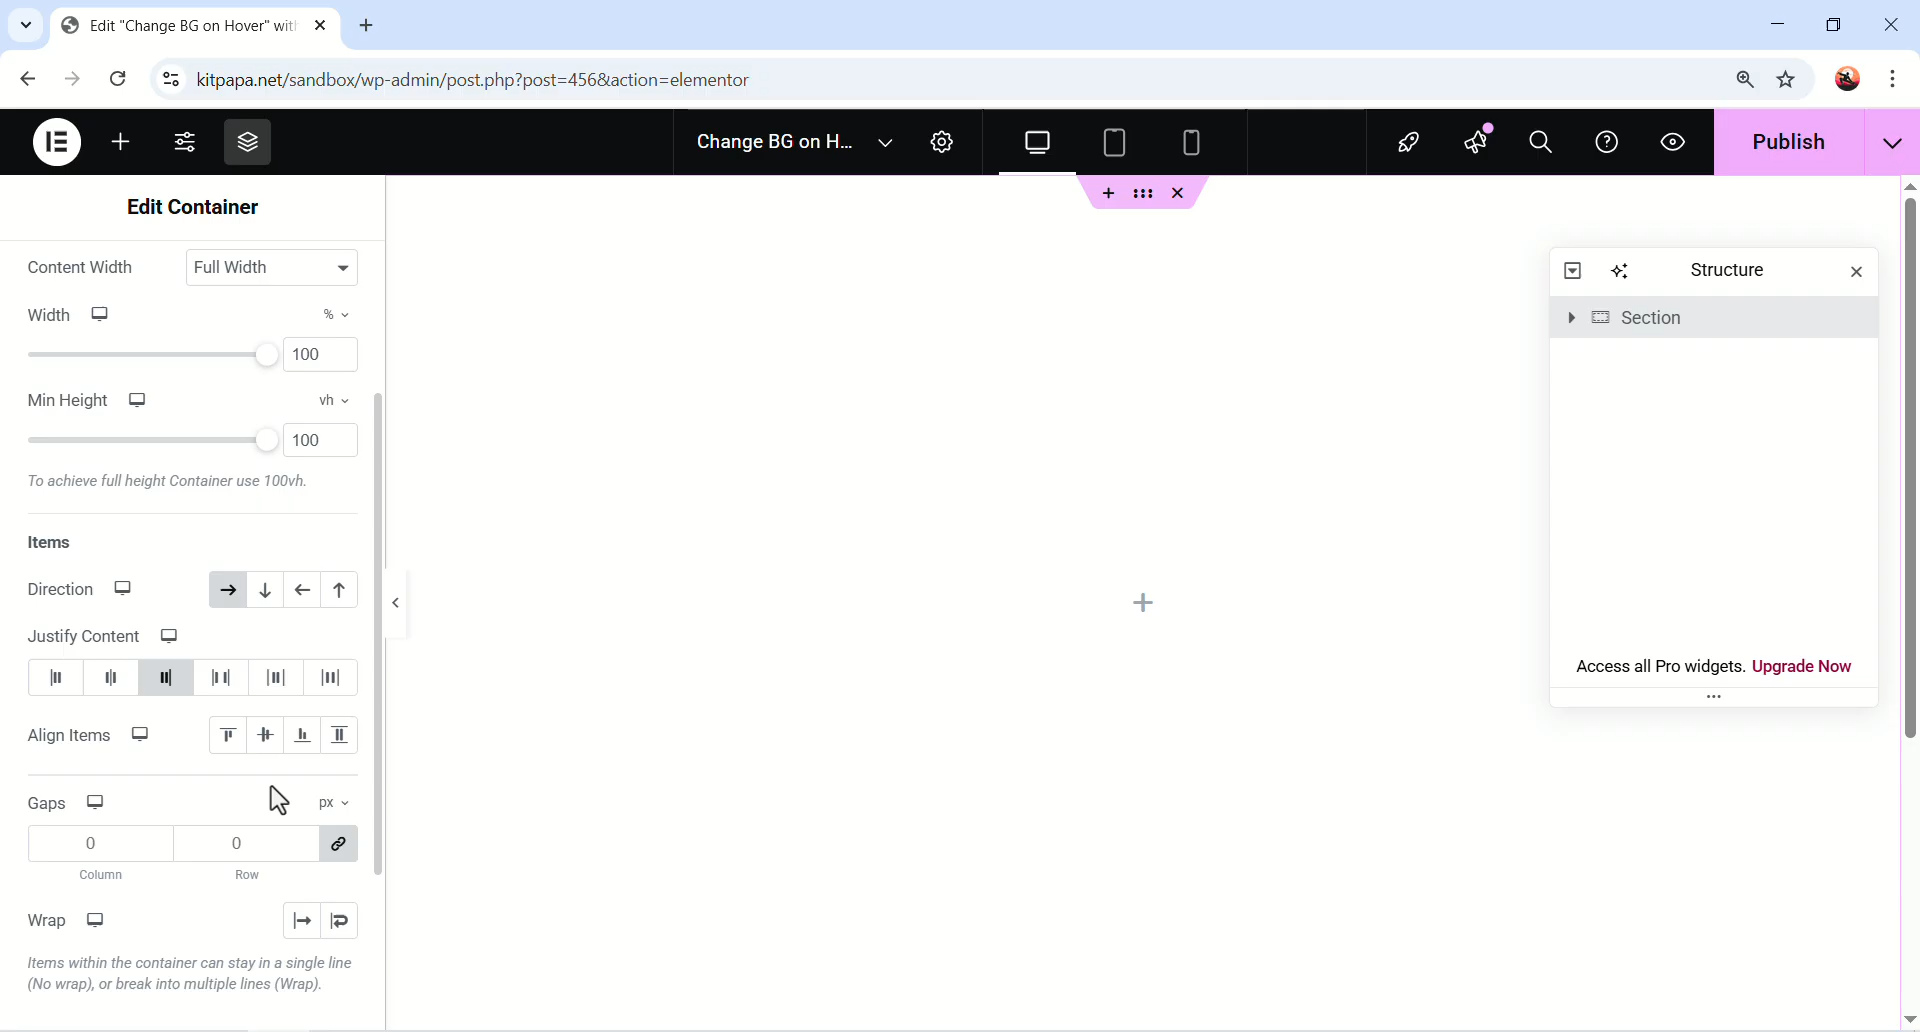 Edit "Change BG on Hover" with
kitpapa.net/sandbox/wp-admin/post.php?post=456&action=elementor
Change BG on H...
Publish
Edit Container
Content Width
Full Width
Width
%
100
Min Height
vh
100
To achieve full height Container use 100vh.
Items
Direction
Justify Content
Align Items
Gaps
px
0
0
Column
Row
Wrap
Items within the container can stay in a single line
(No wrap), or break into multiple lines (Wrap).
Structure
Section
Access all Pro widgets. Upgrade Now